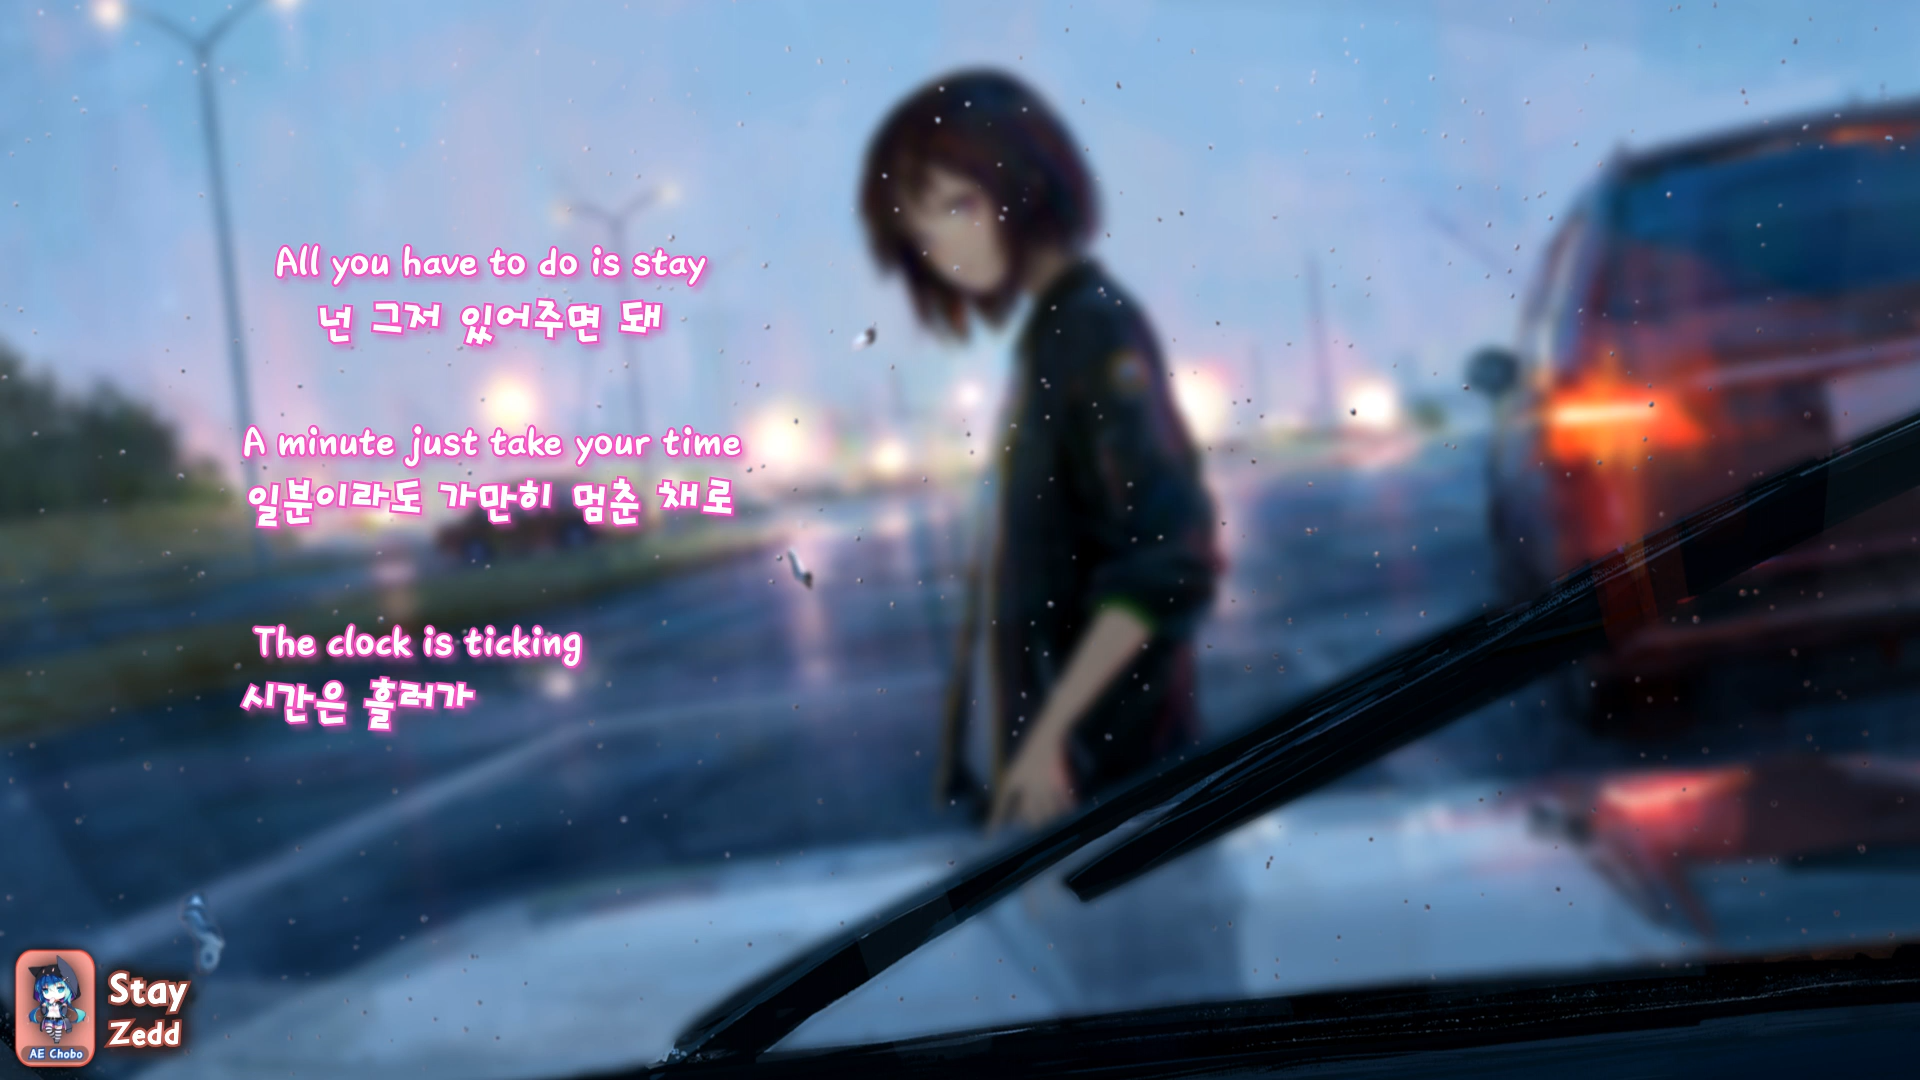 All you have to do is stay
넌 그저 있어주면 돼
A minute just take your time
일분이라도 가만히 멈춘 채로
The clock is ticking
시간은 흘러가
AE Chobo
Stay
Zedd